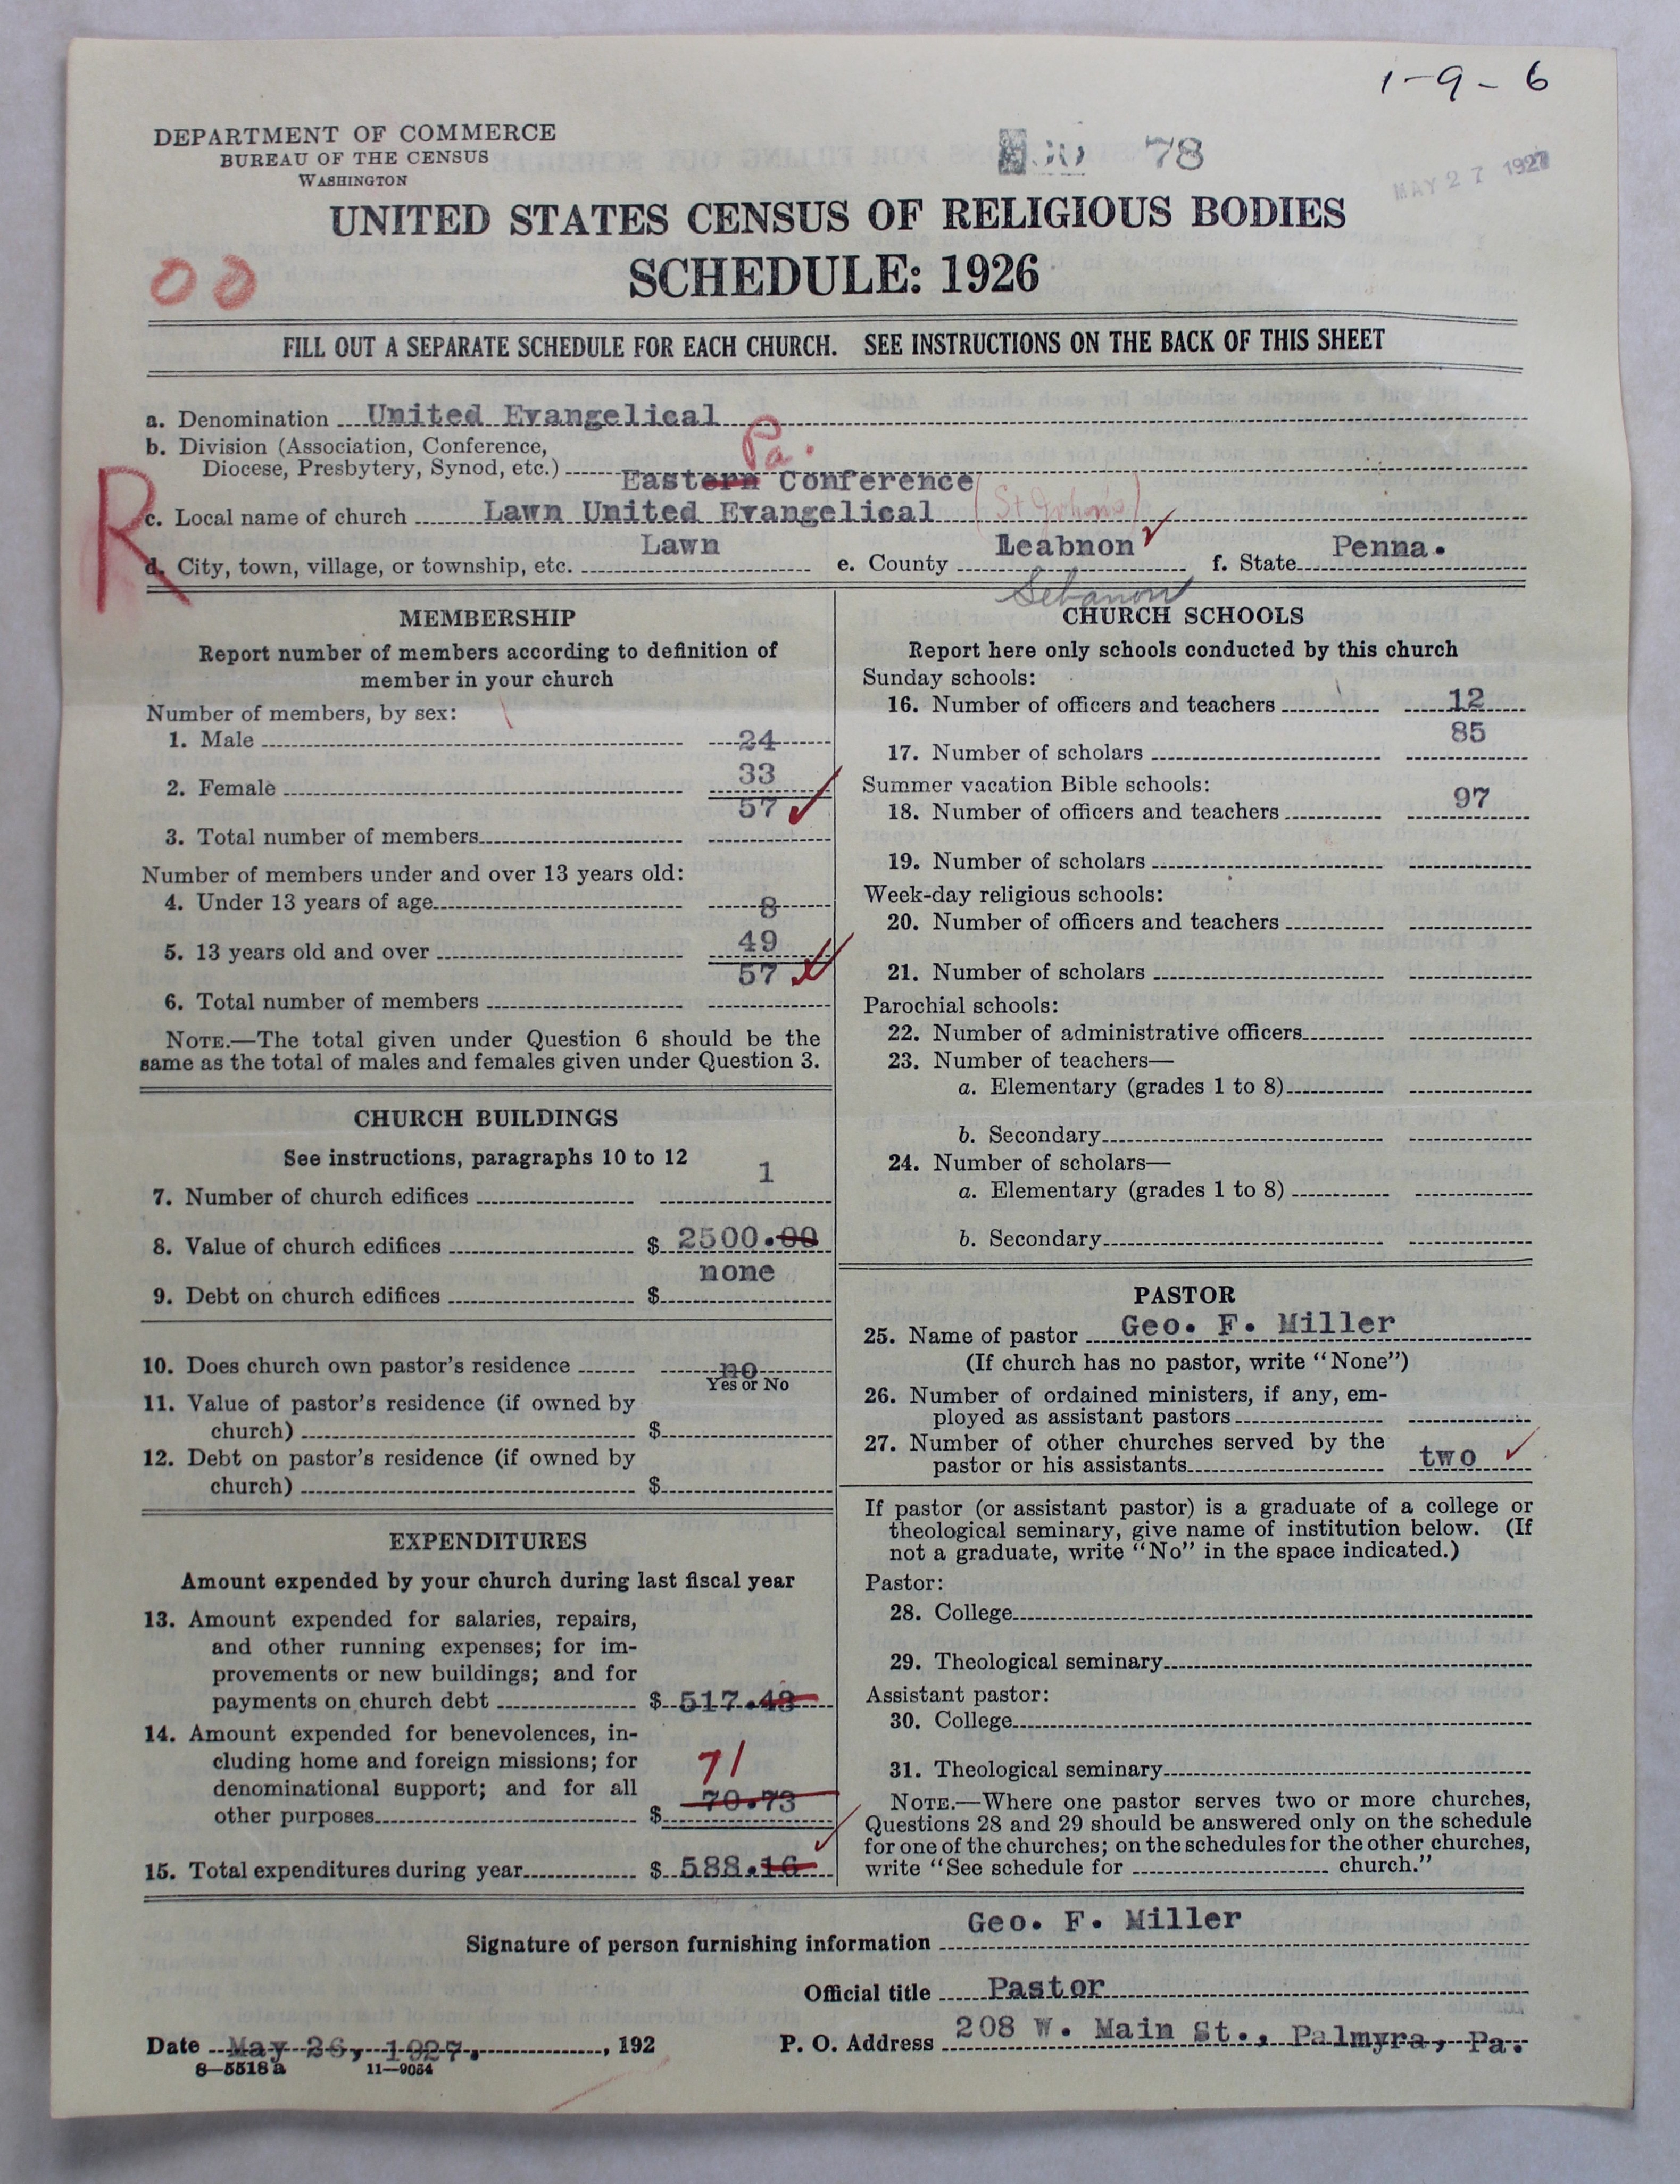 1-9-6
DEPARTMENT OF COMMERCE
BUREAU OF THE CENSUS
WASHINGTON
78
MAY 27 1927
UNITED STATES CENSUS OF RELIGIOUS BODIES
SCHEDULE: 1926
00
FILL OUT A SEPARATE SCHEDULE FOR EACH CHURCH. SEE INSTRUCTIONS ON THE BACK OF THIS SHEET
a. Denomination United Evangelical
b. Division (Association, Conference,
Pa.
Diocese, Presbytery, Synod, etc.) Eastern Conference
R
c. Local name of church Lawn United Evangelical (St John's)
d. City, town, village, or township, etc. Lawn e. County Leabnon f. State Penna.
Lebanon
MEMBERSHIP
Report number of members according to definition of
member in your church
Number of members, by sex:
1. Male 24
2. Female 33
3. Total number of members 57
Number of members under and over 13 years old:
4. Under 13 years of age 8
5. 13 years old and over 49
6. Total number of members 57
NOTE.—The total given under Question 6 should be the
same as the total of males and females given under Question 3.
CHURCH BUILDINGS
See instructions, paragraphs 10 to 12
7. Number of church edifices 1
8. Value of church edifices $ 2500.00
9. Debt on church edifices $ none
10. Does church own pastor's residence no
Yes or No
11. Value of pastor's residence (if owned by
church) $
12. Debt on pastor's residence (if owned by
church) $
EXPENDITURES
Amount expended by your church during last fiscal year
13. Amount expended for salaries, repairs,
and other running expenses; for im-
provements or new buildings; and for
payments on church debt $ 517.43
14. Amount expended for benevolences, in-
cluding home and foreign missions; for
71
denominational support; and for all
other purposes $ 70.73
15. Total expenditures during year $ 588.16
CHURCH SCHOOLS
Report here only schools conducted by this church
Sunday schools:
16. Number of officers and teachers 12
17. Number of scholars 85
Summer vacation Bible schools:
18. Number of officers and teachers 97
19. Number of scholars
Week-day religious schools:
20. Number of officers and teachers
21. Number of scholars
Parochial schools:
22. Number of administrative officers
23. Number of teachers—
a. Elementary (grades 1 to 8)
b. Secondary
24. Number of scholars—
a. Elementary (grades 1 to 8)
b. Secondary
PASTOR
25. Name of pastor Geo. F. Miller
(If church has no pastor, write "None")
26. Number of ordained ministers, if any, em-
ployed as assistant pastors
27. Number of other churches served by the
pastor or his assistants two
If pastor (or assistant pastor) is a graduate of a college or
theological seminary, give name of institution below. (If
not a graduate, write "No" in the space indicated.)
Pastor:
28. College
29. Theological seminary
Assistant pastor:
30. College
31. Theological seminary
NOTE.—Where one pastor serves two or more churches,
Questions 28 and 29 should be answered only on the schedule
for one of the churches; on the schedules for the other churches,
write "See schedule for church."
Signature of person furnishing information Geo. F. Miller
Official title Pastor
Date May 26, 1927. , 192 P. O. Address 208 W. Main St., Palmyra, Pa.
8-5518a 11-9054